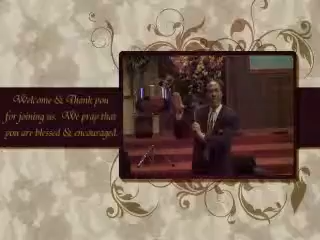 Welcome & Thank you
for joining us. We pray that
you are blessed & encouraged.